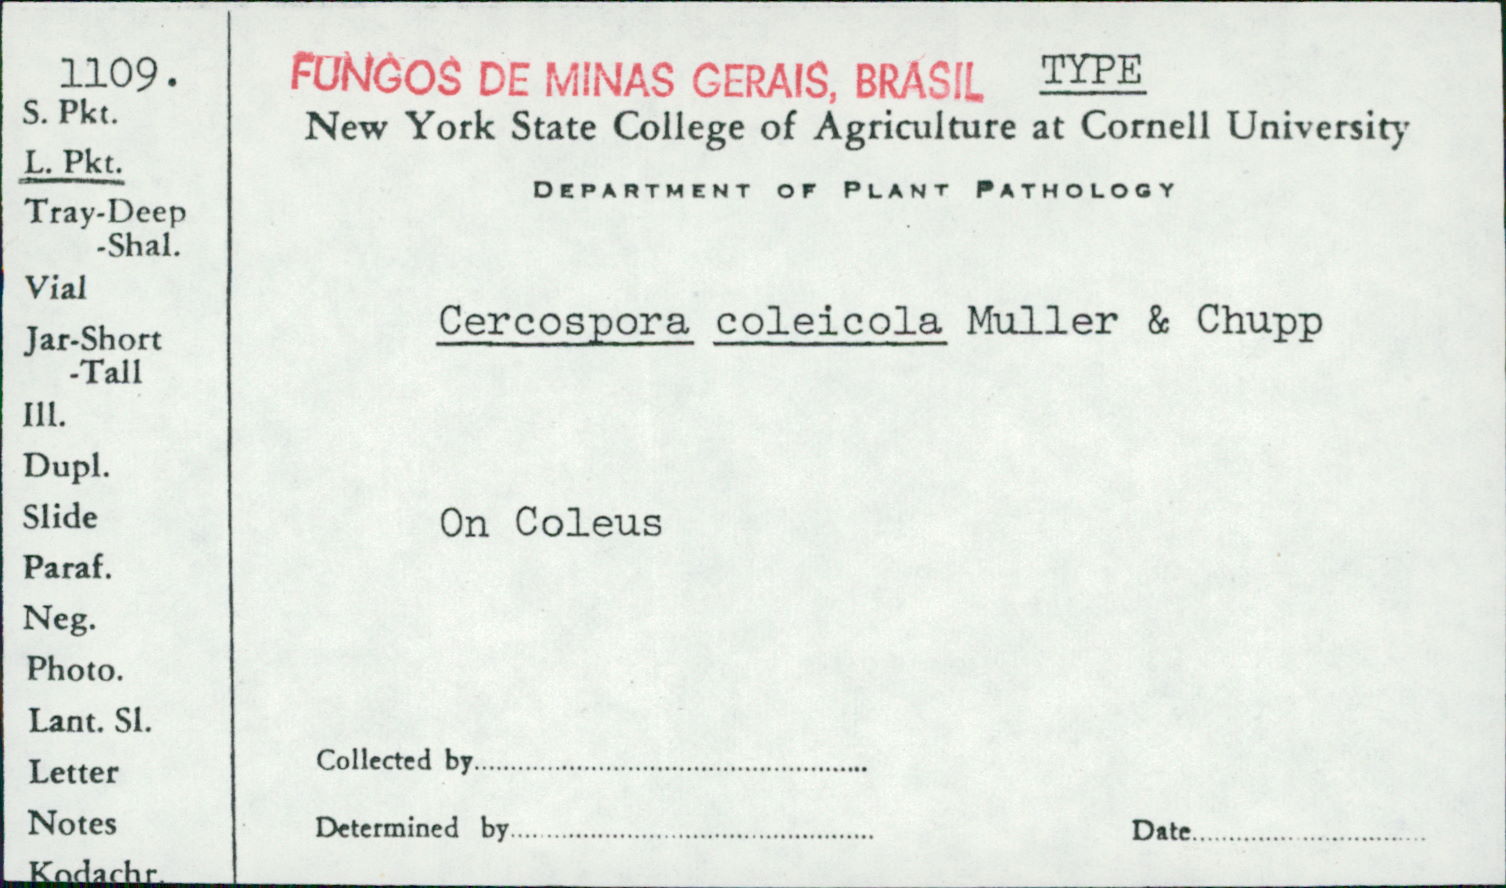 1109.
S. Pkt.
L. Pkt.
Tray-Deep
-Shal.
Vial
Jar-Short
-Tall
Ill.
Dupl.
Slide
Paraf.
Neg.
Photo.
Lant. Sl.
Letter
Notes
Kodachr.
FUNGOS DE MINAS GERAIS, BRASIL TYPE
New York State College of Agriculture at Cornell University
DEPARTMENT OF PLANT PATHOLOGY
Cercospora coleicola Muller & Chupp
On Coleus
Collected by
Determined by
Date